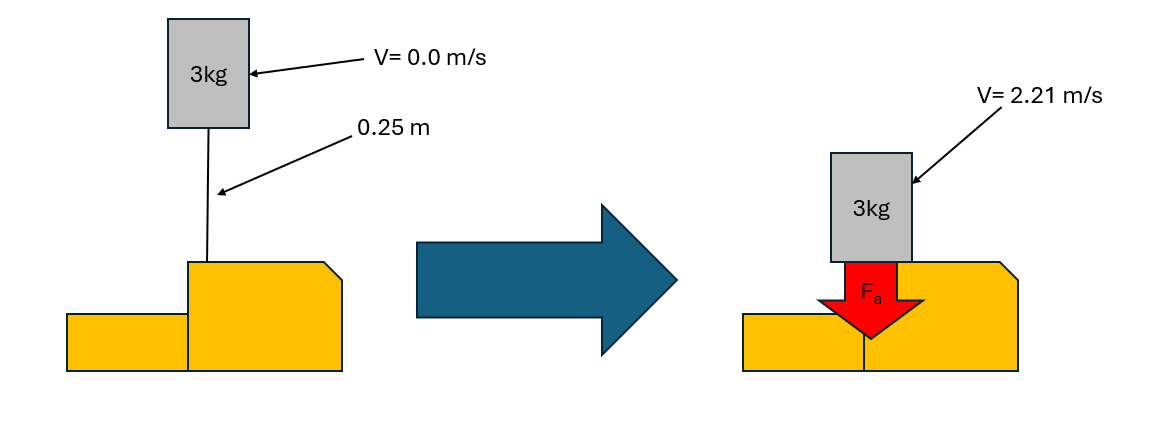 3kg
V= 0.0 m/s
0.25 m
V= 2.21 m/s
3kg
Fa